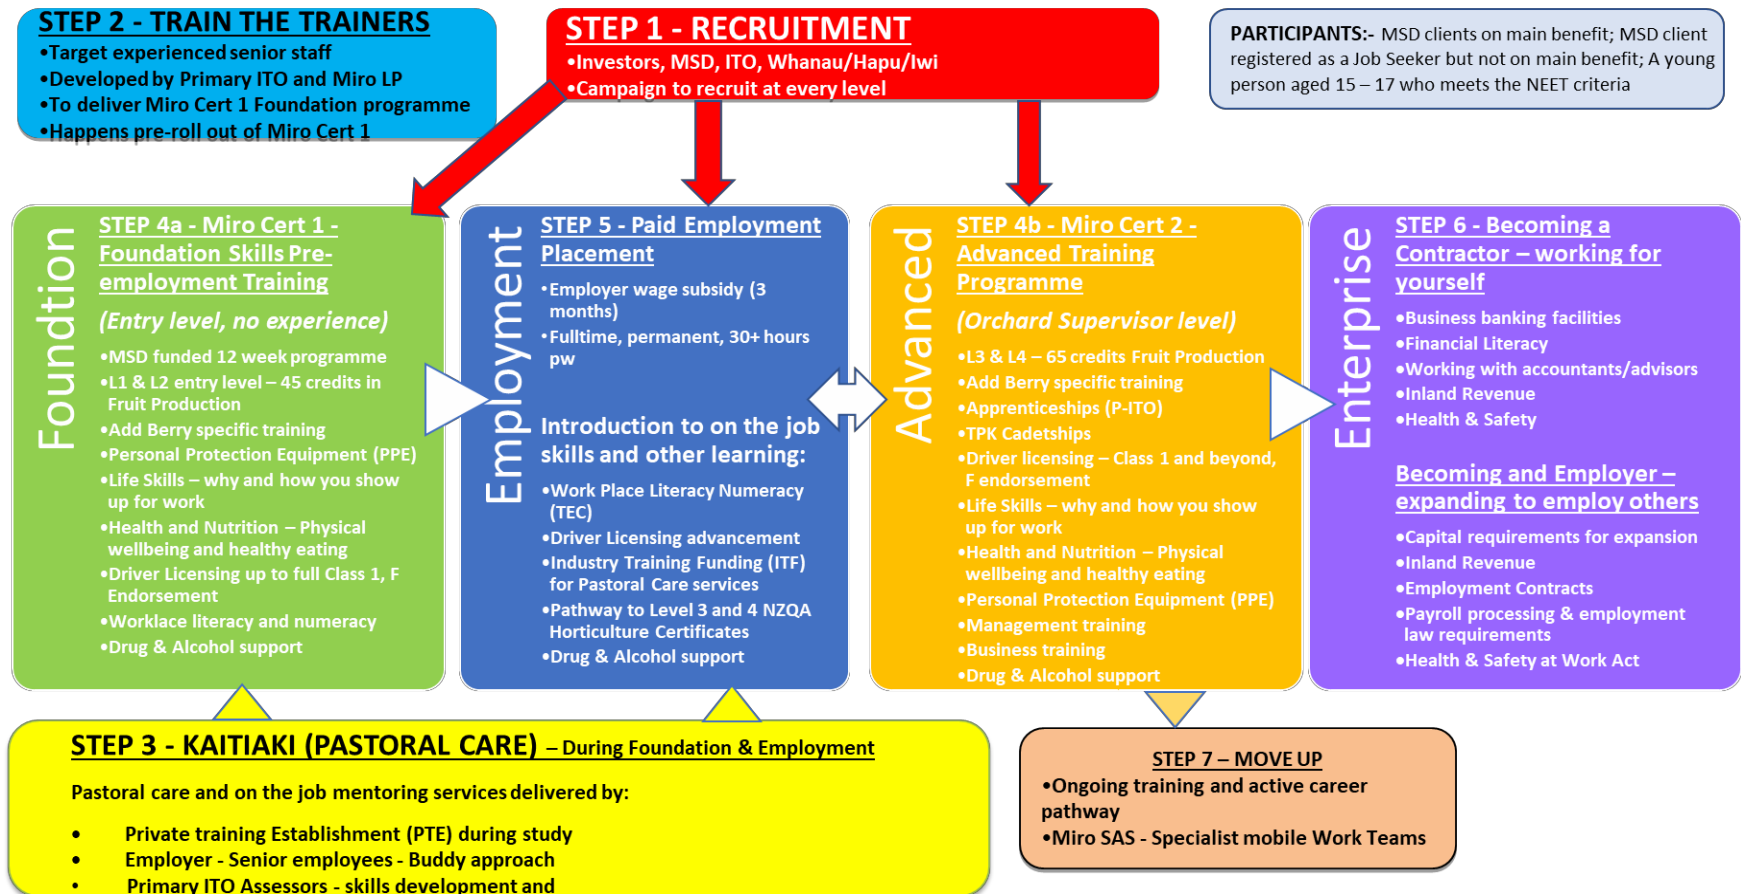 STEP 2 - TRAIN THE TRAINERS
•Target experienced senior staff
•Developed by Primary ITO and Miro LP
•To deliver Miro Cert 1 Foundation programme
•Happens pre-roll out of Miro Cert 1
STEP 1 - RECRUITMENT
•Investors, MSD, ITO, Whanau/Hapu/Iwi
•Campaign to recruit at every level
PARTICIPANTS:- MSD clients on main benefit; MSD client
registered as a Job Seeker but not on main benefit; A young
person aged 15 – 17 who meets the NEET criteria
Foundtion
STEP 4a - Miro Cert 1 -
Foundation Skills Pre-
employment Training
(Entry level, no experience)
•MSD funded 12 week programme
•L1 & L2 entry level – 45 credits in
Fruit Production
•Add Berry specific training
•Personal Protection Equipment (PPE)
•Life Skills – why and how you show
up for work
•Health and Nutrition – Physical
wellbeing and healthy eating
•Driver Licensing up to full Class 1, F
Endorsement
•Worklace literacy and numeracy
•Drug & Alcohol support
Employment
STEP 5 - Paid Employment
Placement
•Employer wage subsidy (3
months)
•Fulltime, permanent, 30+ hours
pw
Introduction to on the job
skills and other learning:
•Work Place Literacy Numeracy
(TEC)
•Driver Licensing advancement
•Industry Training Funding (ITF)
for Pastoral Care services
•Pathway to Level 3 and 4 NZQA
Horticulture Certificates
•Drug & Alcohol support
Advanced
STEP 4b - Miro Cert 2 -
Advanced Training
Programme
(Orchard Supervisor level)
•L3 & L4 – 65 credits Fruit Production
•Add Berry specific training
•Apprenticeships (P-ITO)
•TPK Cadetships
•Driver licensing – Class 1 and beyond,
F endorsement
•Life Skills – why and how you show
up for work
•Health and Nutrition – Physical
wellbeing and healthy eating
•Personal Protection Equipment (PPE)
•Management training
•Business training
•Drug & Alcohol support
Enterprise
STEP 6 - Becoming a
Contractor – working for
yourself
•Business banking facilities
•Financial Literacy
•Working with accountants/advisors
•Inland Revenue
•Health & Safety
Becoming and Employer –
expanding to employ others
•Capital requirements for expansion
•Inland Revenue
•Employment Contracts
•Payroll processing & employment
law requirements
•Health & Safety at Work Act
STEP 3 - KAITIAKI (PASTORAL CARE) – During Foundation & Employment
Pastoral care and on the job mentoring services delivered by:
• Private training Establishment (PTE) during study
• Employer - Senior employees - Buddy approach
• Primary ITO Assessors - skills development and
STEP 7 – MOVE UP
•Ongoing training and active career
pathway
•Miro SAS - Specialist mobile Work Teams